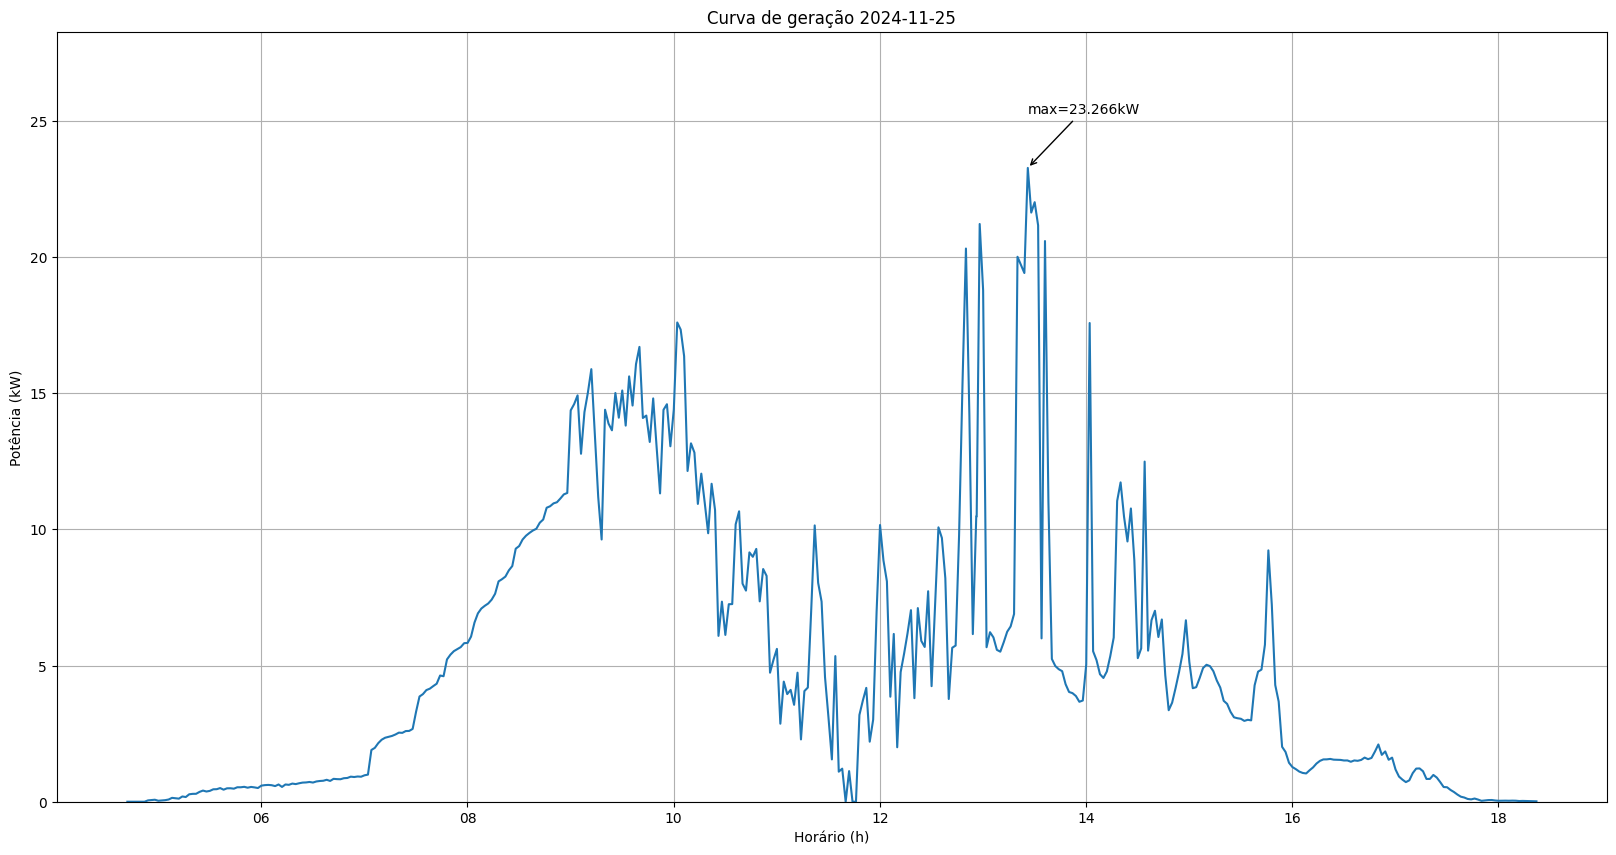 Curva de geração 2024-11-25
max=23.266kW
Potência (kW)
25
20
15
10
5
0
06 08 10 12 14 16 18
Horário (h)